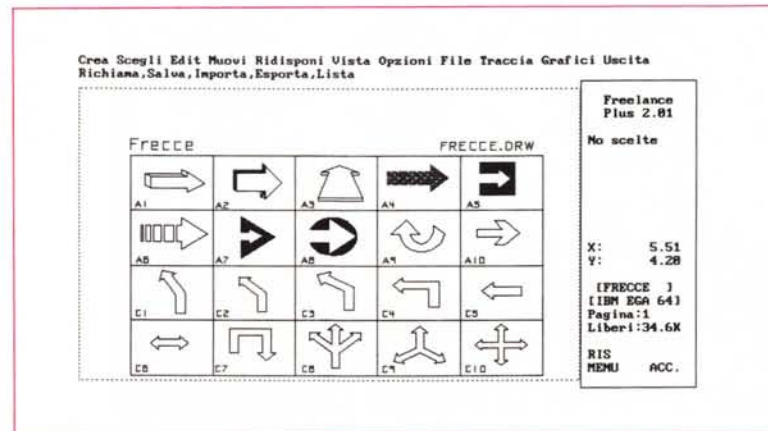 Crea Scegli Edit Muovi Ridisponi Vista Opzioni File Traccia Grafici Uscita
Richiama,Salva,Importa,Esporta,Lista
Freelance
Plus 2.01
No scelte
Frecce FRECCE.DRW
A1 A2 A3 A4 A5
A6 A7 A8 A9 A10
C1 C2 C3 C4 C5
C6 C7 C8 C9 C10
X: 5.51
Y: 4.20
[FRECCE ]
[IBM EGA 64]
Pagina:1
Liberi:34.6K
RIS
MENU ACC.